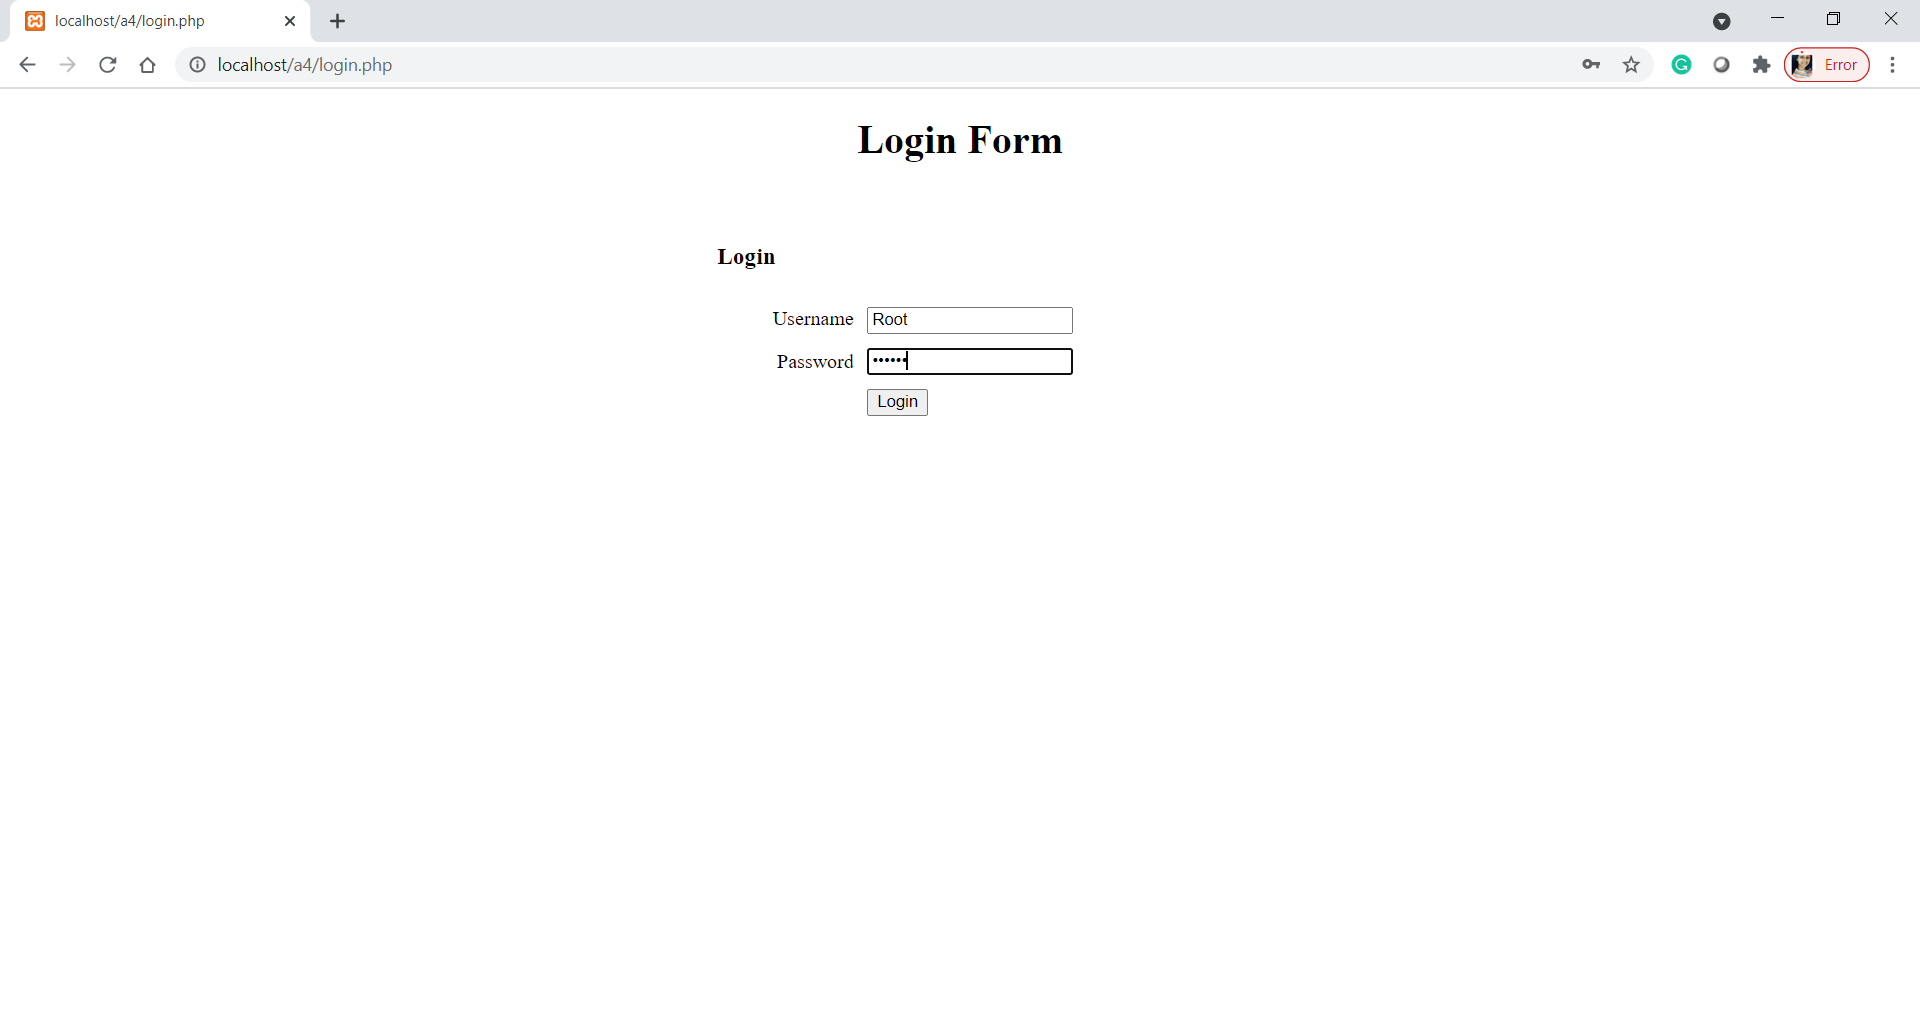 localhost/a4/login.php
localhost/a4/login.php
Error
Login Form
Login
Username Root
Password ••••••
Login